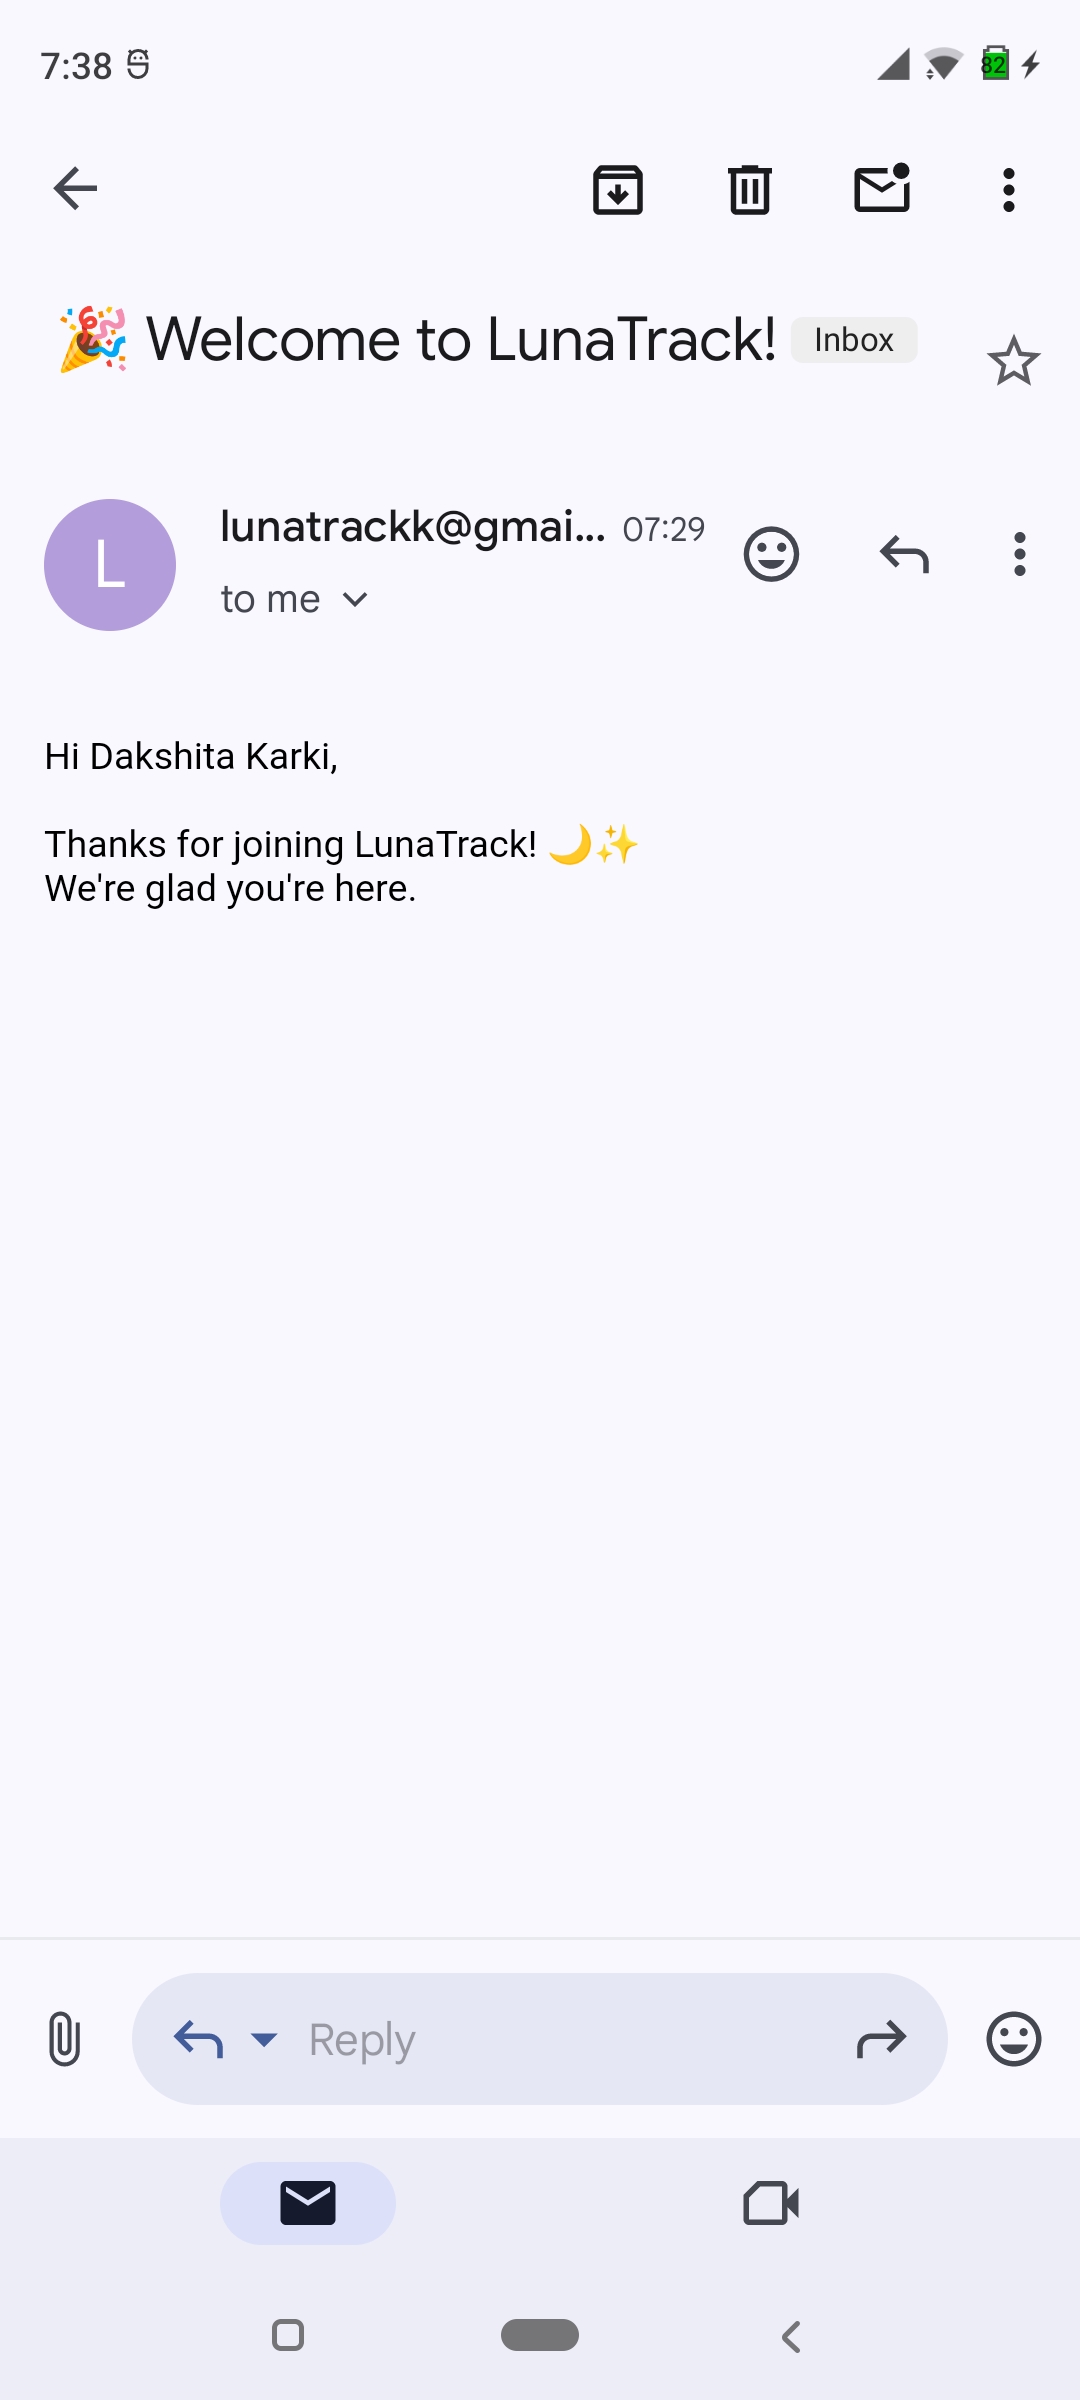 7:38
82
🎉 Welcome to LunaTrack! Inbox
L
lunatrackk@gmai... 07:29
to me
Hi Dakshita Karki,
Thanks for joining LunaTrack! 🌙✨
We're glad you're here.
Reply